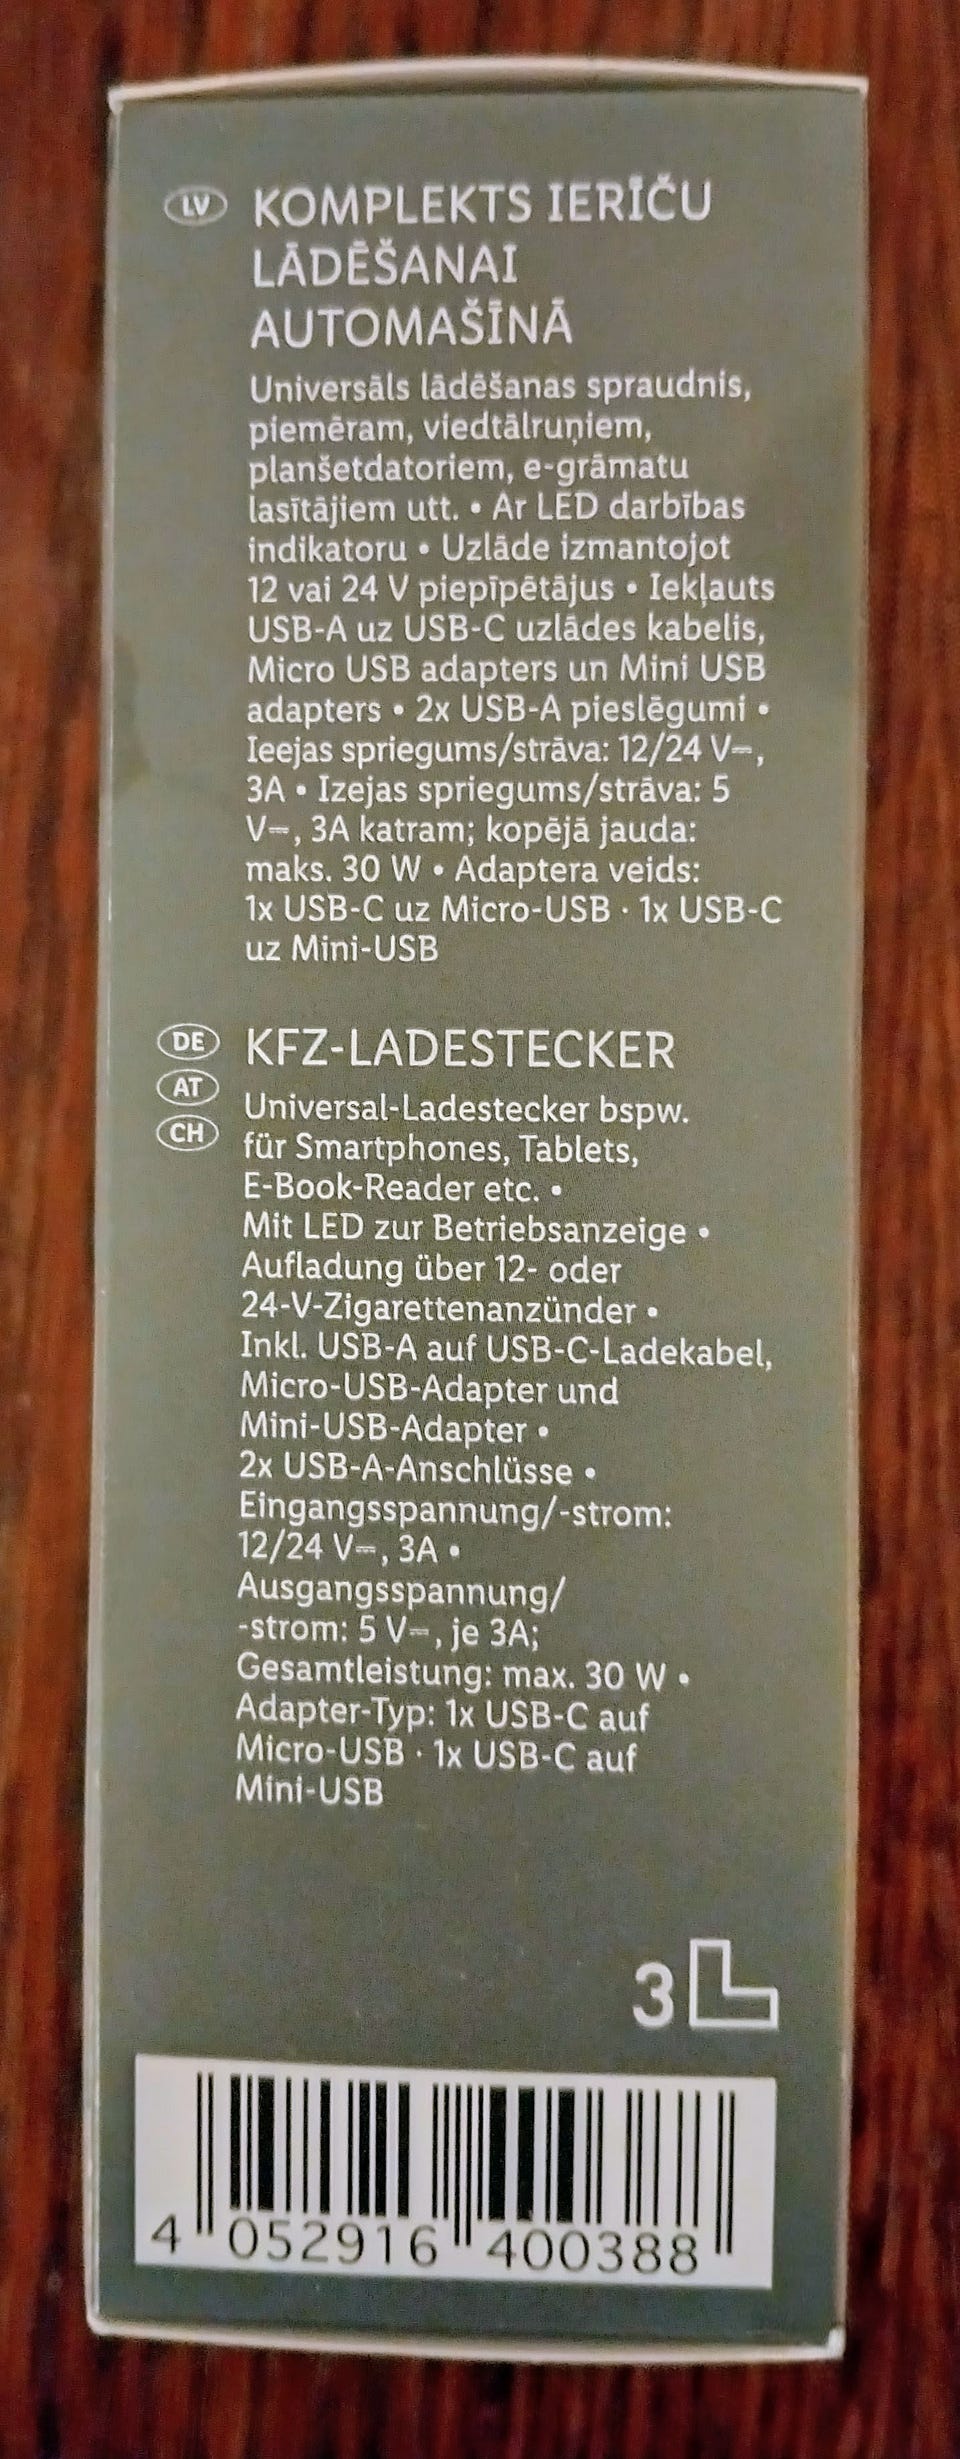 LV KOMPLEKTS IERĪČU
LĀDĒŠANAI
AUTOMAŠĪNĀ
Universāls lādēšanas spraudnis,
piemēram, viedtālruņiem,
planšetdatoriem, e-grāmatu
lasītājiem utt. • Ar LED darbības
indikatoru • Uzlāde izmantojot
12 vai 24 V piepīpētājus • Iekļauts
USB-A uz USB-C uzlādes kabelis,
Micro USB adapters un Mini USB
adapters • 2x USB-A pieslēgumi •
Ieejas spriegums/strāva: 12/24 V⎓,
3A • Izejas spriegums/strāva: 5
V⎓, 3A katram; kopējā jauda:
maks. 30 W • Adaptera veids:
1x USB-C uz Micro-USB · 1x USB-C
uz Mini-USB
DE KFZ-LADESTECKER
AT
CH
Universal-Ladestecker bspw.
für Smartphones, Tablets,
E-Book-Reader etc. •
Mit LED zur Betriebsanzeige •
Aufladung über 12- oder
24-V-Zigarettenanzünder •
Inkl. USB-A auf USB-C-Ladekabel,
Micro-USB-Adapter und
Mini-USB-Adapter •
2x USB-A-Anschlüsse •
Eingangsspannung/-strom:
12/24 V⎓, 3A •
Ausgangsspannung/
-strom: 5 V⎓, je 3A;
Gesamtleistung: max. 30 W •
Adapter-Typ: 1x USB-C auf
Micro-USB · 1x USB-C auf
Mini-USB
3 L
4 052916 400388